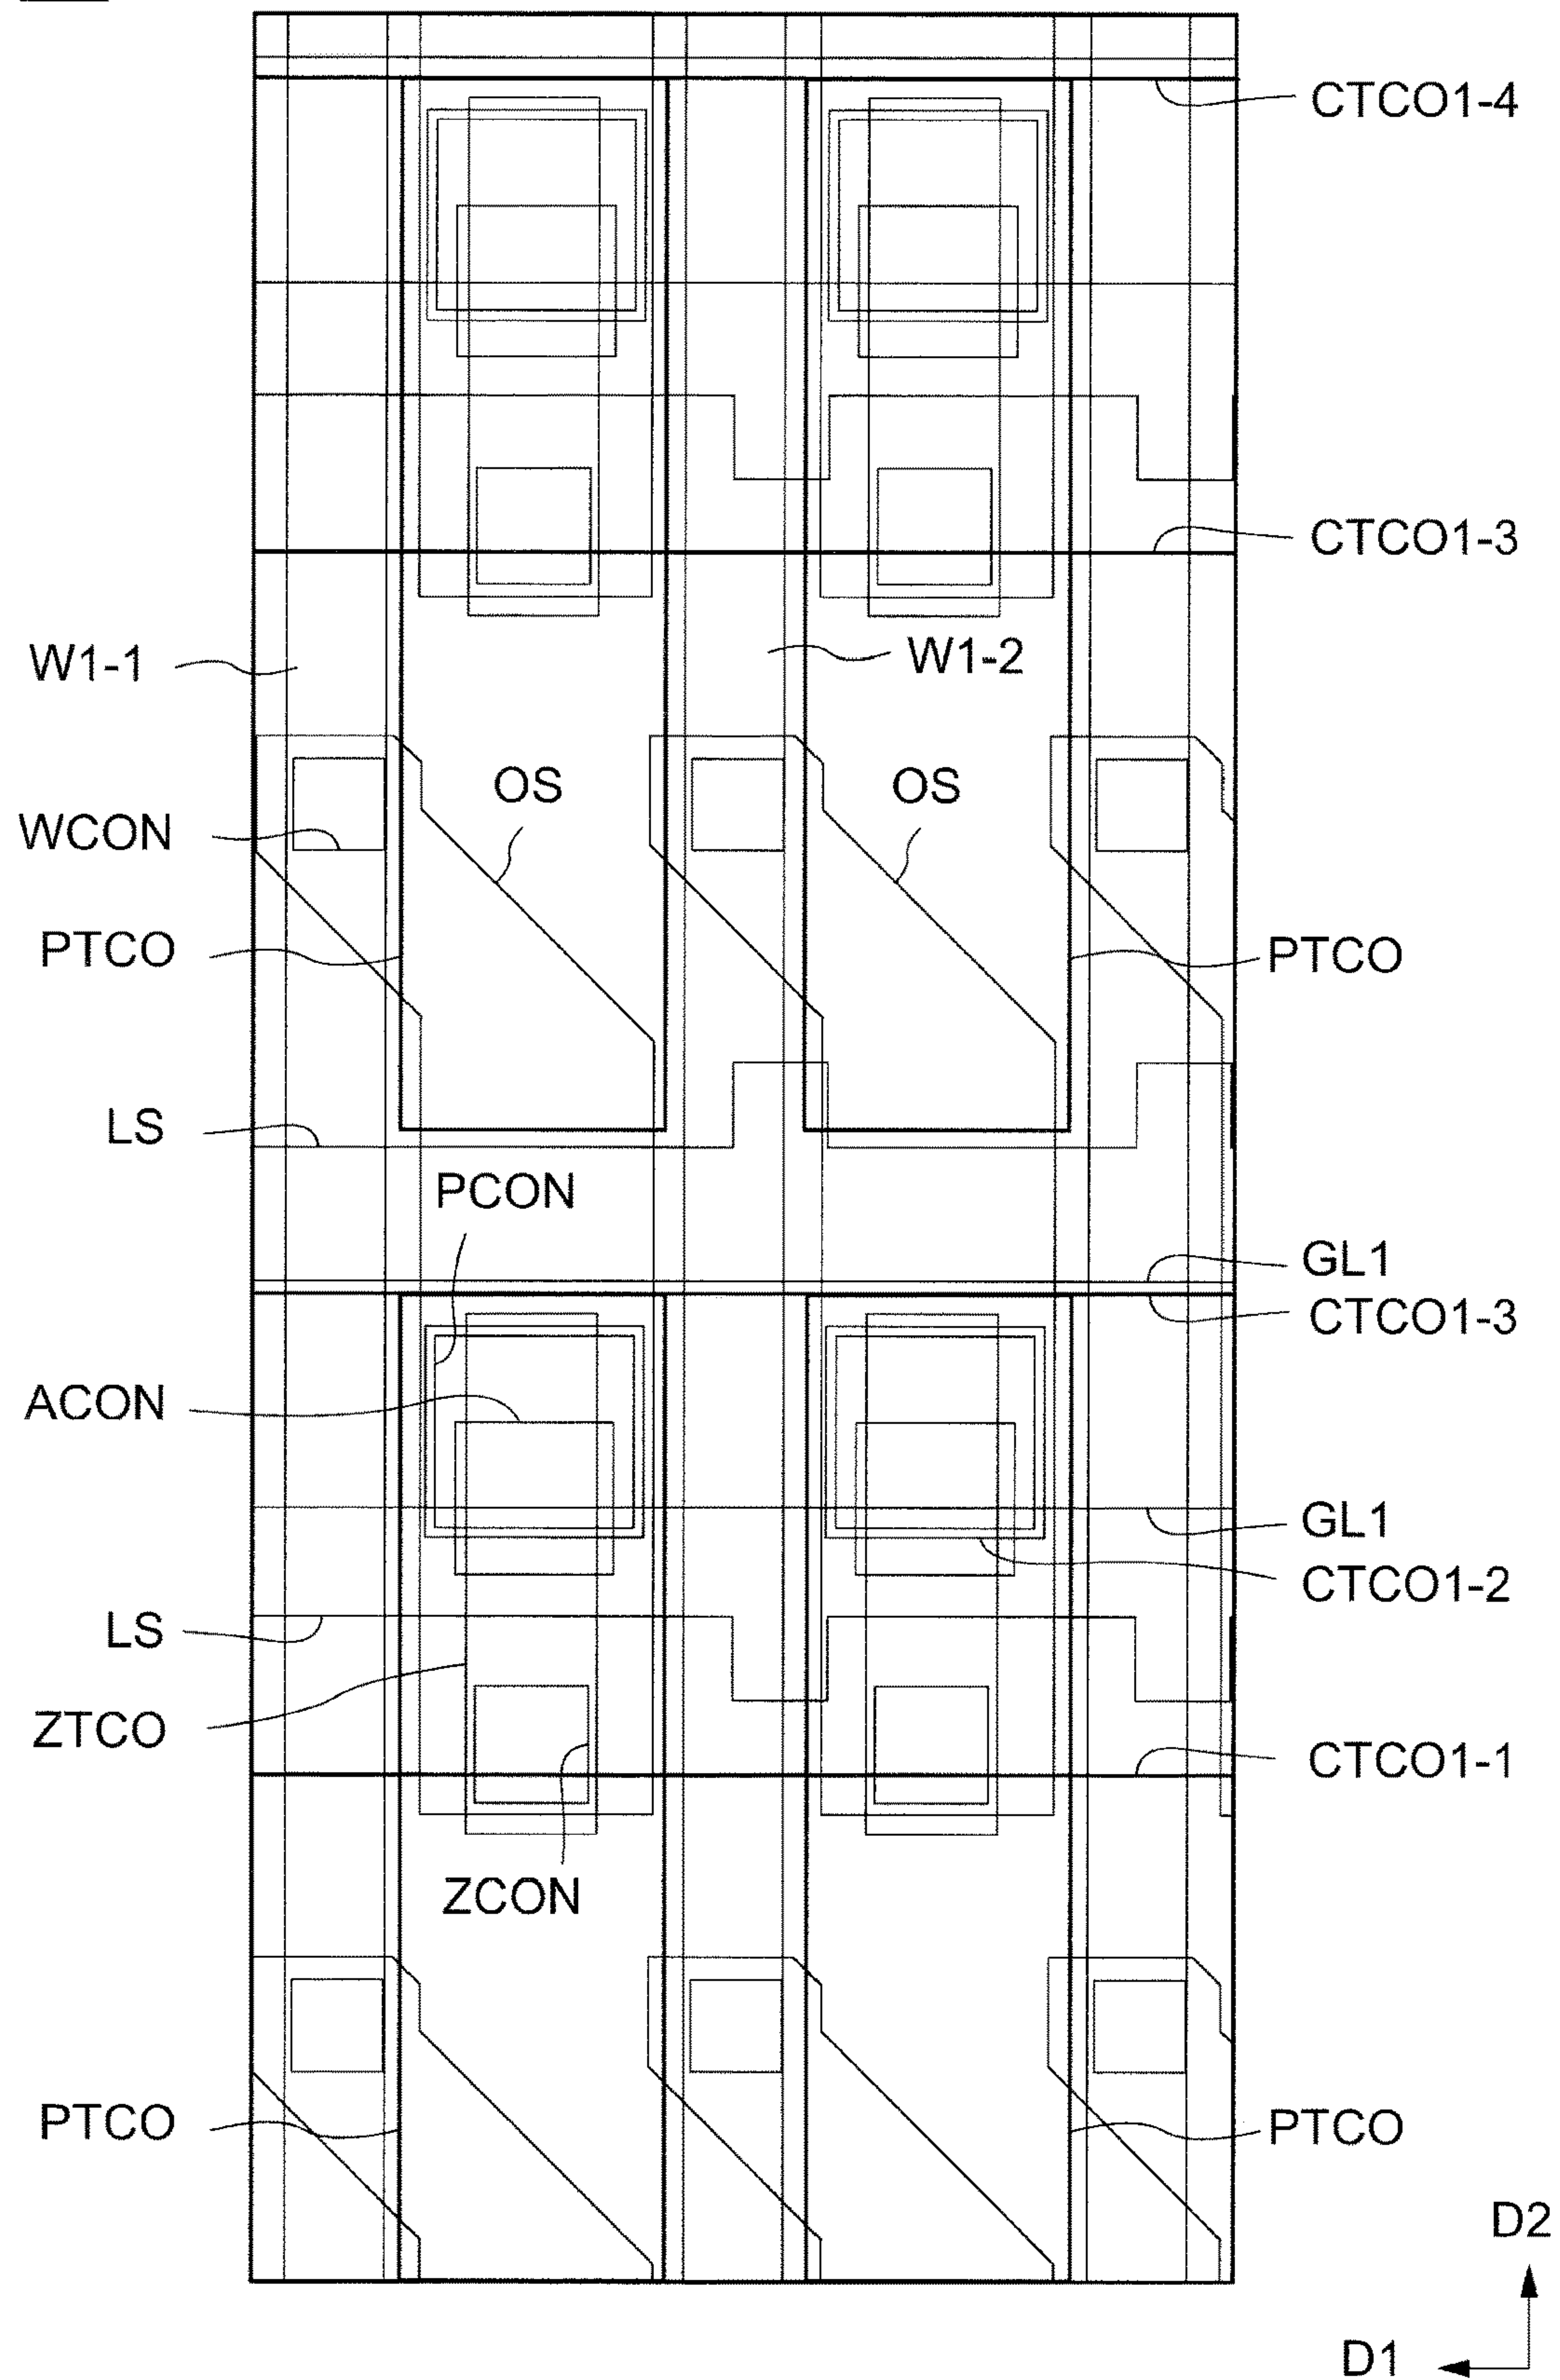 CTCO1-4
CTCO1-3
W1-1
W1-2
OS
OS
WCON
PTCO
PTCO
LS
PCON
GL1
CTCO1-3
ACON
GL1
CTCO1-2
LS
ZTCO
CTCO1-1
ZCON
PTCO
PTCO
D2
D1